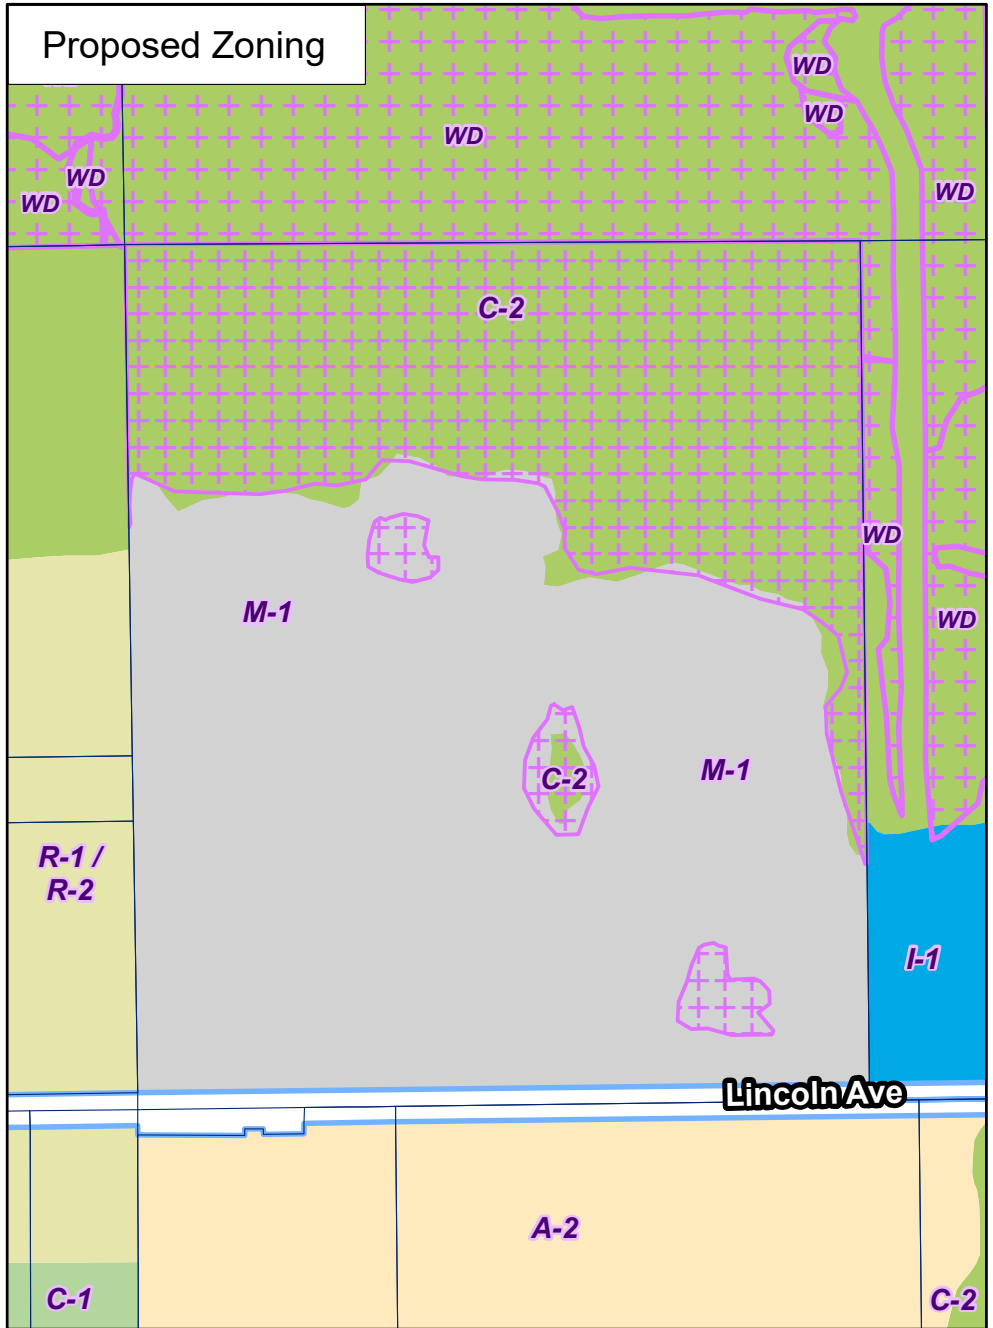 Proposed Zoning
WD
WD
WD
WD
WD
WD
C-2
WD
M-1
WD
C-2
M-1
R-1 /
R-2
I-1
Lincoln Ave
A-2
C-1
C-2